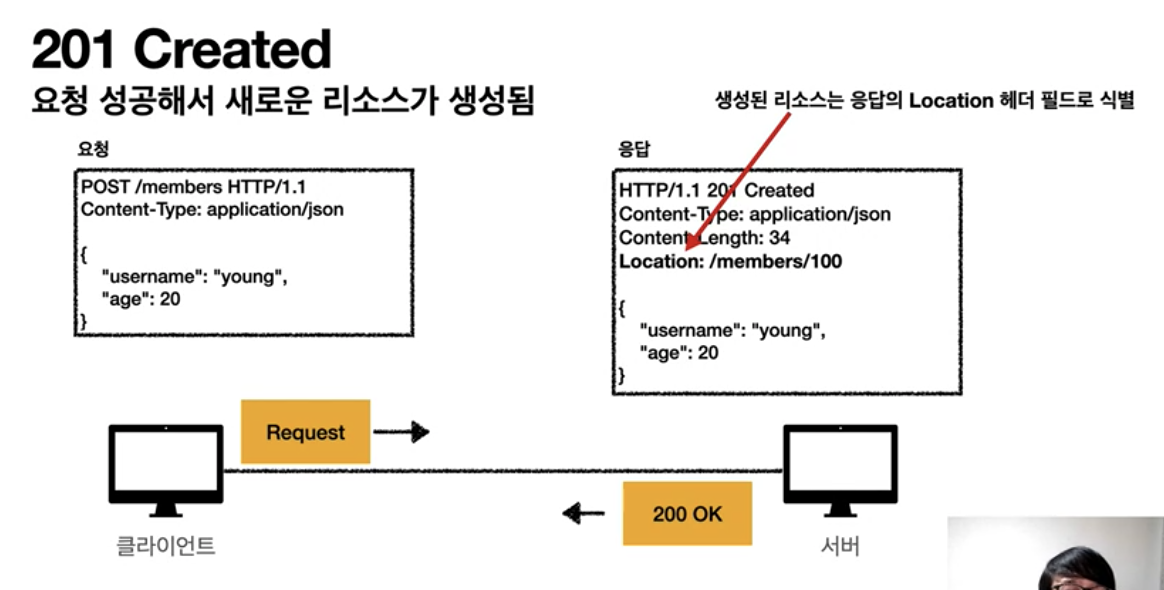 201 Created
요청 성공해서 새로운 리소스가 생성됨
생성된 리소스는 응답의 Location 헤더 필드로 식별
요청
POST /members HTTP/1.1
Content-Type: application/json
{
"username": "young",
"age": 20
}
응답
HTTP/1.1 201 Created
Content-Type: application/json
Content-Length: 34
Location: /members/100
{
"username": "young",
"age": 20
}
Request
200 OK
클라이언트
서버